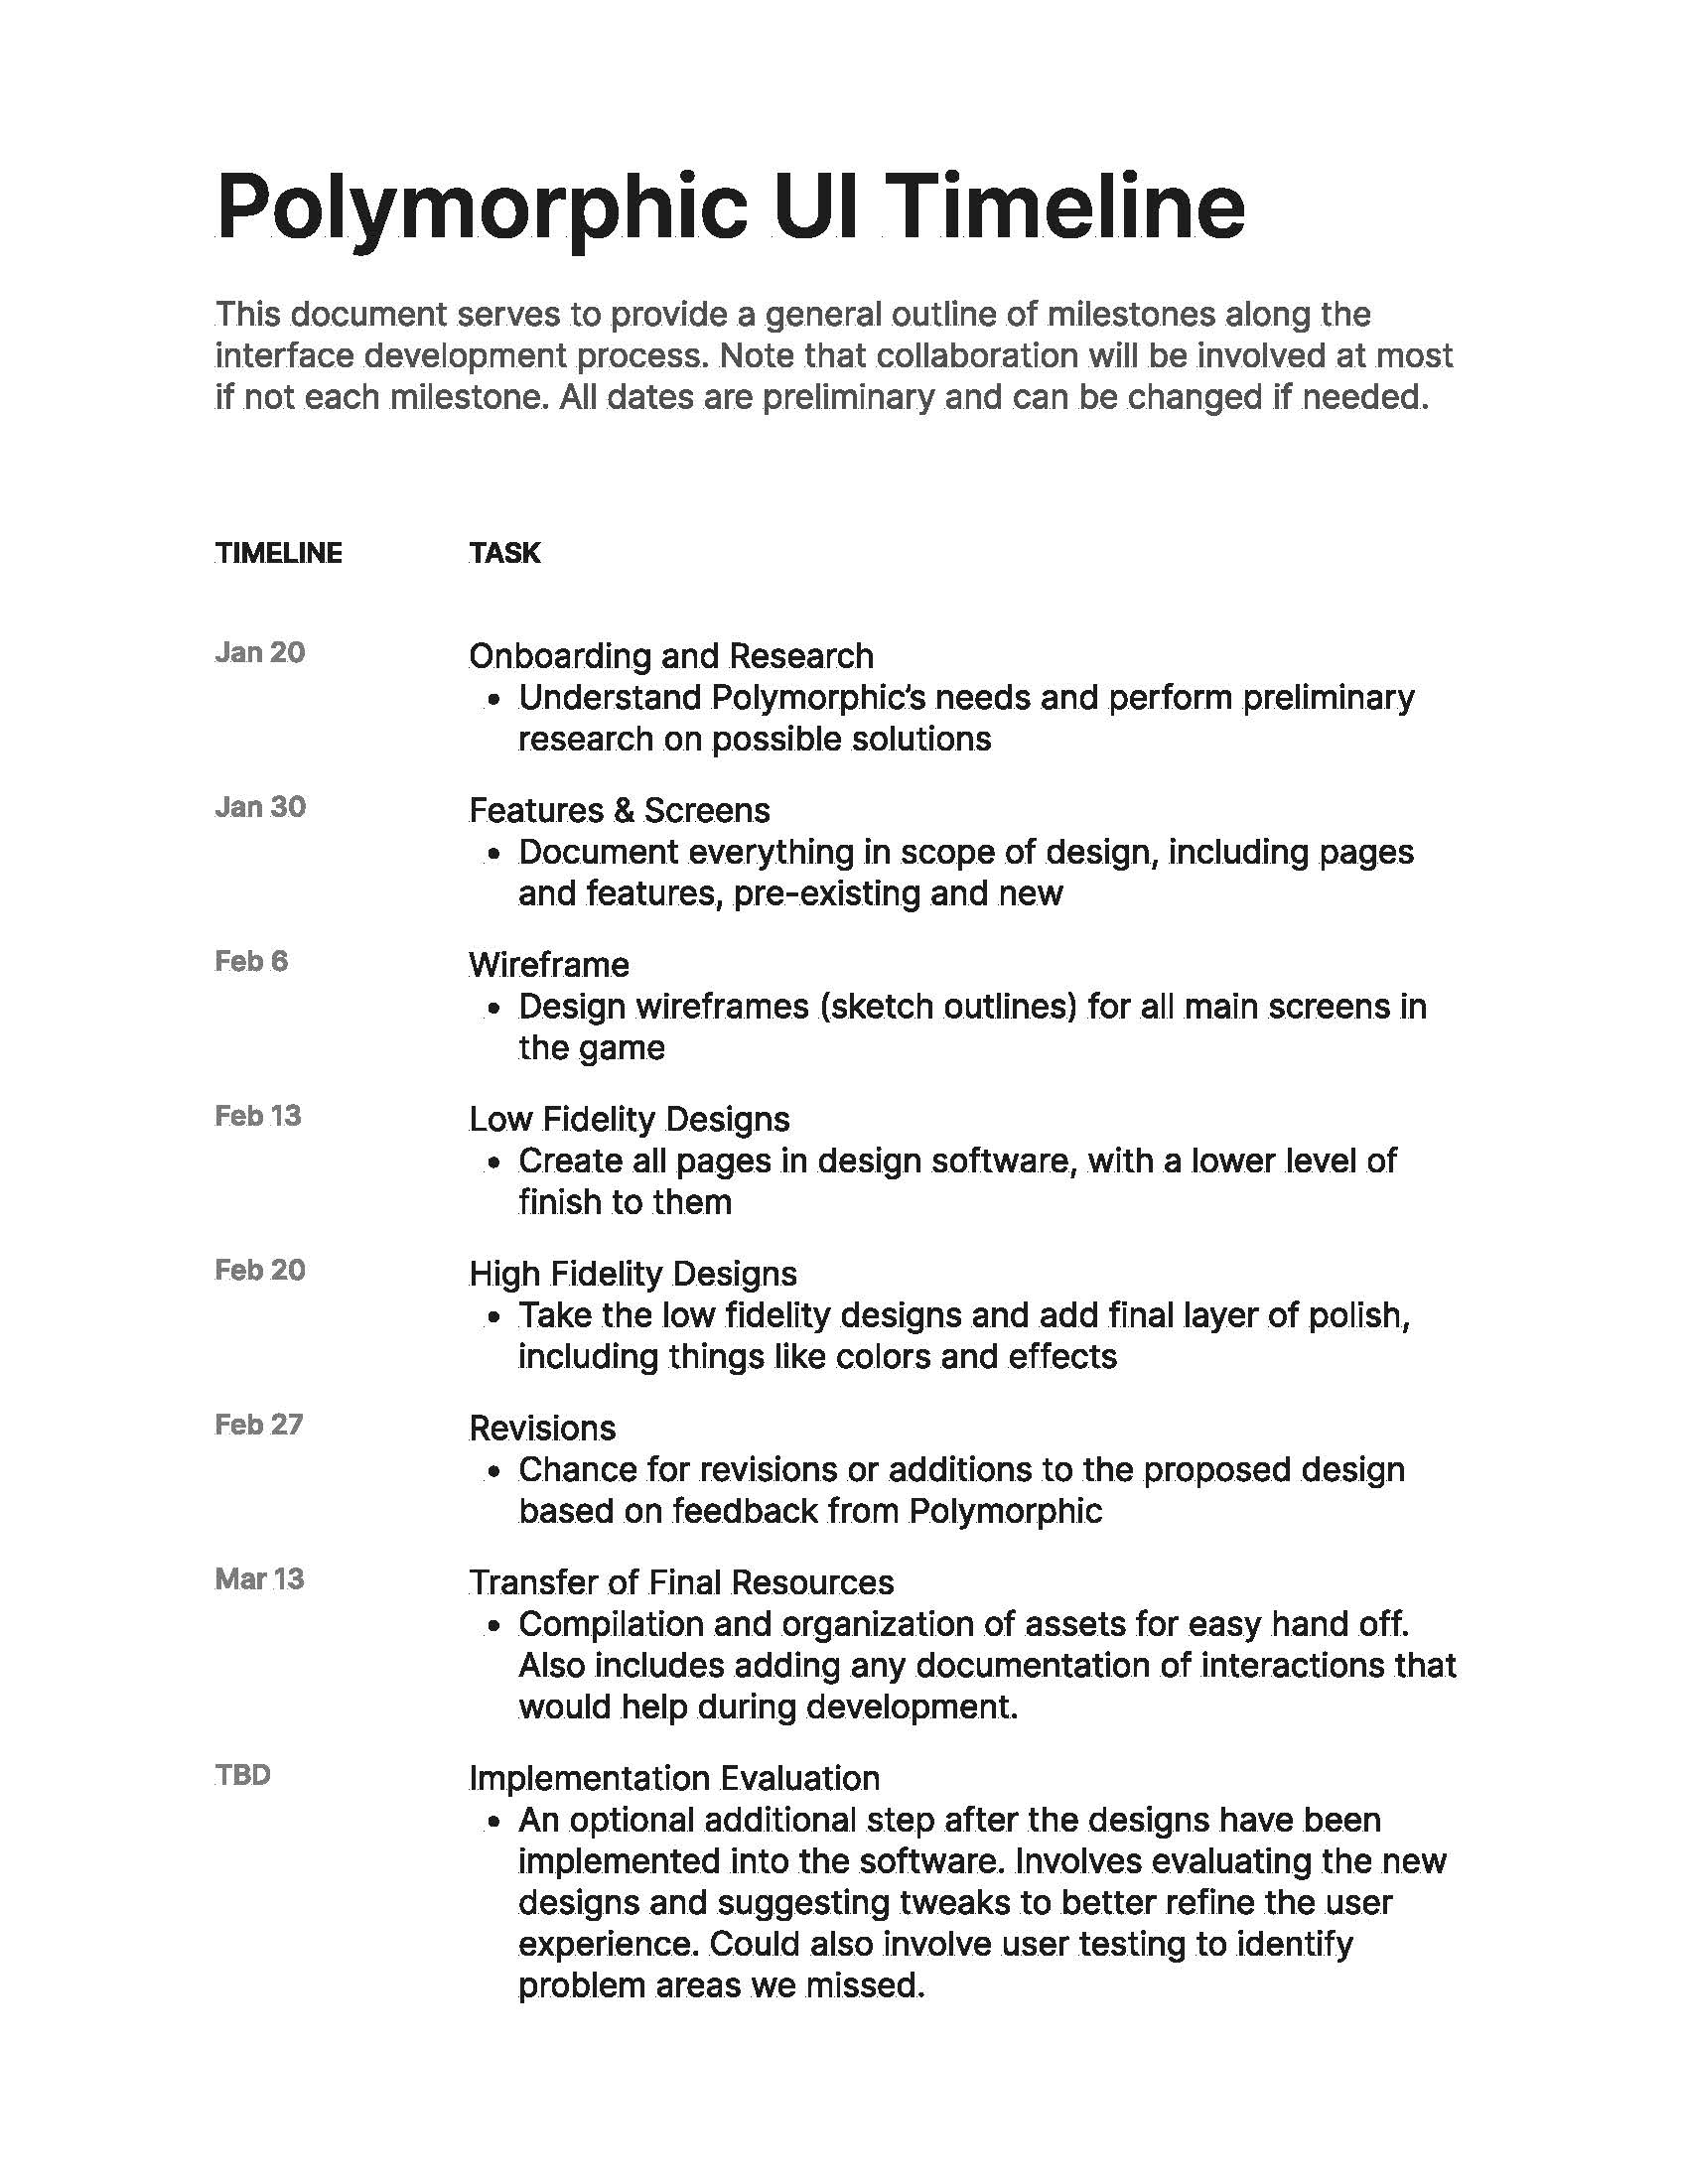 Polymorphic UI Timeline
This document serves to provide a general outline of milestones along the
interface development process. Note that collaboration will be involved at most
if not each milestone. All dates are preliminary and can be changed if needed.
TIMELINE TASK
Jan 20 Onboarding and Research
• Understand Polymorphic’s needs and perform preliminary
research on possible solutions
Jan 30 Features & Screens
• Document everything in scope of design, including pages
and features, pre-existing and new
Feb 6 Wireframe
• Design wireframes (sketch outlines) for all main screens in
the game
Feb 13 Low Fidelity Designs
• Create all pages in design software, with a lower level of
finish to them
Feb 20 High Fidelity Designs
• Take the low fidelity designs and add final layer of polish,
including things like colors and effects
Feb 27 Revisions
• Chance for revisions or additions to the proposed design
based on feedback from Polymorphic
Mar 13 Transfer of Final Resources
• Compilation and organization of assets for easy hand off.
Also includes adding any documentation of interactions that
would help during development.
TBD Implementation Evaluation
• An optional additional step after the designs have been
implemented into the software. Involves evaluating the new
designs and suggesting tweaks to better refine the user
experience. Could also involve user testing to identify
problem areas we missed.